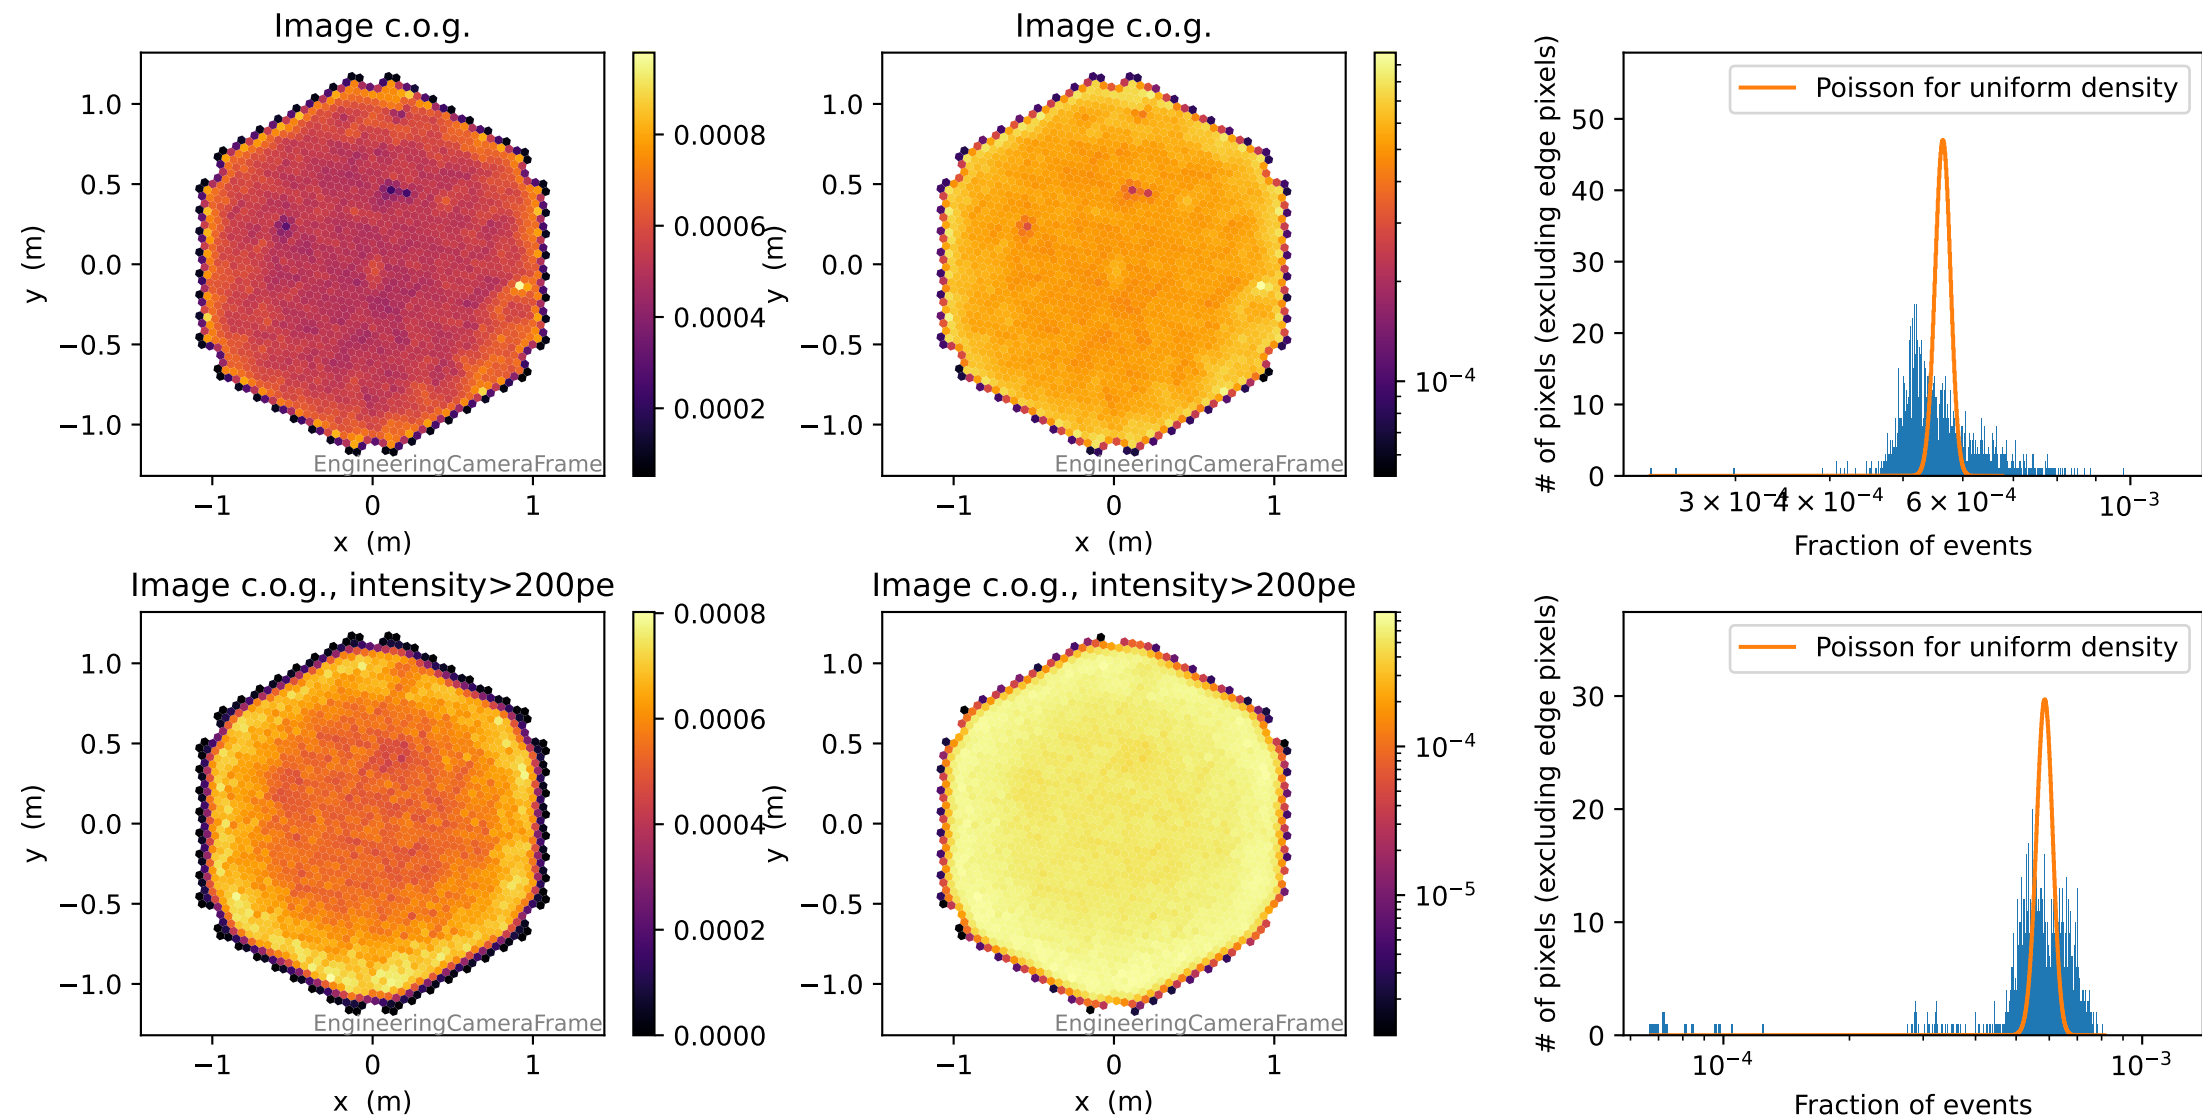 Image c.o.g.
1.0
0.5
0.0
−0.5
−1.0
y (m)
−1
0
1
x (m)
EngineeringCameraFrame
0.0008
0.0006
0.0004
0.0002
Image c.o.g.
1.0
0.5
0.0
−0.5
−1.0
y (m)
−1
0
1
x (m)
EngineeringCameraFrame
10⁻⁴
# of pixels (excluding edge pixels)
50
40
30
20
10
0
Poisson for uniform density
3 × 10⁻⁴
4 × 10⁻⁴
6 × 10⁻⁴
10⁻³
Fraction of events
Image c.o.g., intensity>200pe
1.0
0.5
0.0
−0.5
−1.0
y (m)
−1
0
1
x (m)
EngineeringCameraFrame
0.0008
0.0006
0.0004
0.0002
0.0000
Image c.o.g., intensity>200pe
1.0
0.5
0.0
−0.5
−1.0
y (m)
−1
0
1
x (m)
EngineeringCameraFrame
10⁻⁴
10⁻⁵
# of pixels (excluding edge pixels)
30
20
10
0
Poisson for uniform density
10⁻⁴
10⁻³
Fraction of events